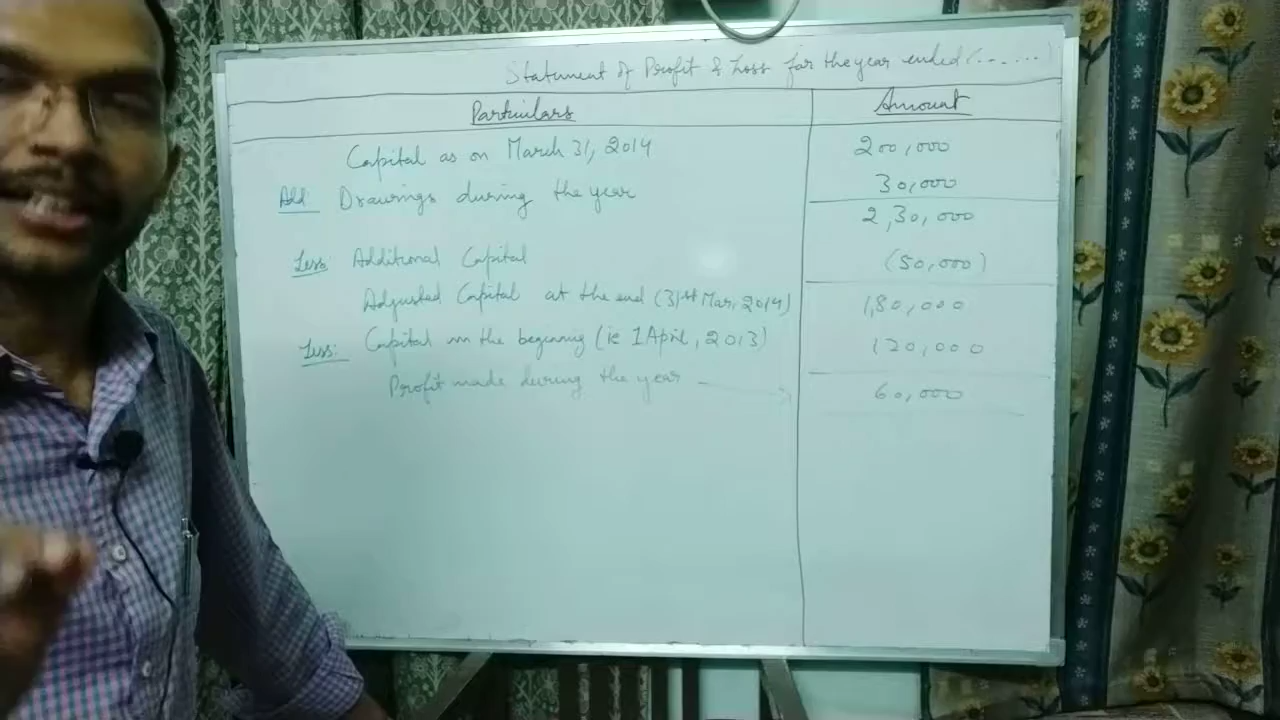 Statement of Profit & Loss for the year ended (......)
Particulars Amount
Capital as on March 31, 2014 200,000
Add: Drawings during the year 30,000
2,30,000
Less: Additional Capital (50,000)
Adjusted Capital at the end (31st Mar, 2014) 1,80,000
Less: Capital in the beginning (ie 1 April, 2013) 120,000
Profit made during the year 60,000